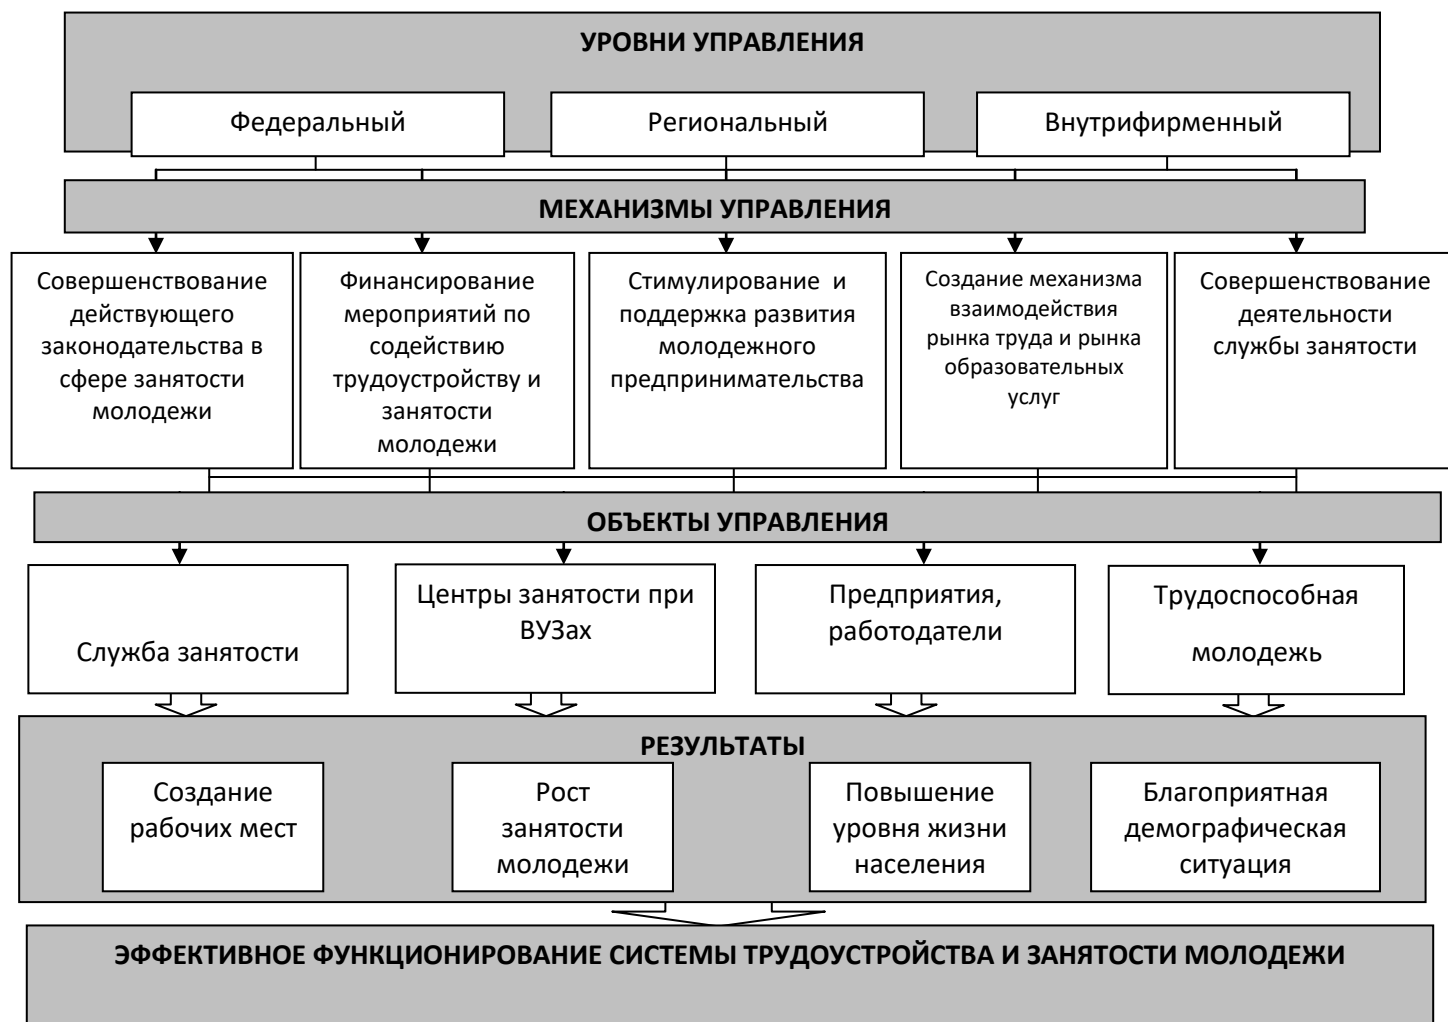 УРОВНИ УПРАВЛЕНИЯ
Федеральный
Региональный
Внутрифирменный
МЕХАНИЗМЫ УПРАВЛЕНИЯ
Совершенствование
действующего
законодательства в
сфере занятости
молодежи
Финансирование
мероприятий по
содействию
трудоустройству и
занятости
молодежи
Стимулирование и
поддержка развития
молодежного
предпринимательства
Создание механизма
взаимодействия
рынка труда и рынка
образовательных
услуг
Совершенствование
деятельности
службы занятости
ОБЪЕКТЫ УПРАВЛЕНИЯ
Служба занятости
Центры занятости при
ВУЗах
Предприятия,
работодатели
Трудоспособная
молодежь
РЕЗУЛЬТАТЫ
Создание
рабочих мест
Рост
занятости
молодежи
Повышение
уровня жизни
населения
Благоприятная
демографическая
ситуация
ЭФФЕКТИВНОЕ ФУНКЦИОНИРОВАНИЕ СИСТЕМЫ ТРУДОУСТРОЙСТВА И ЗАНЯТОСТИ МОЛОДЕЖИ